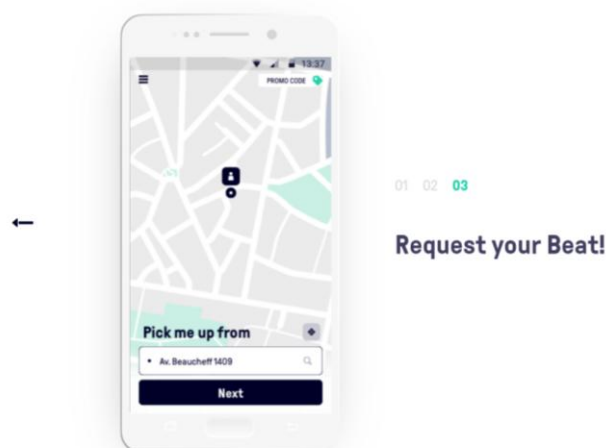 13:37
PROMO CODE
01 02 03
Request your Beat!
Pick me up from
Av. Beaucheff 1409
Next